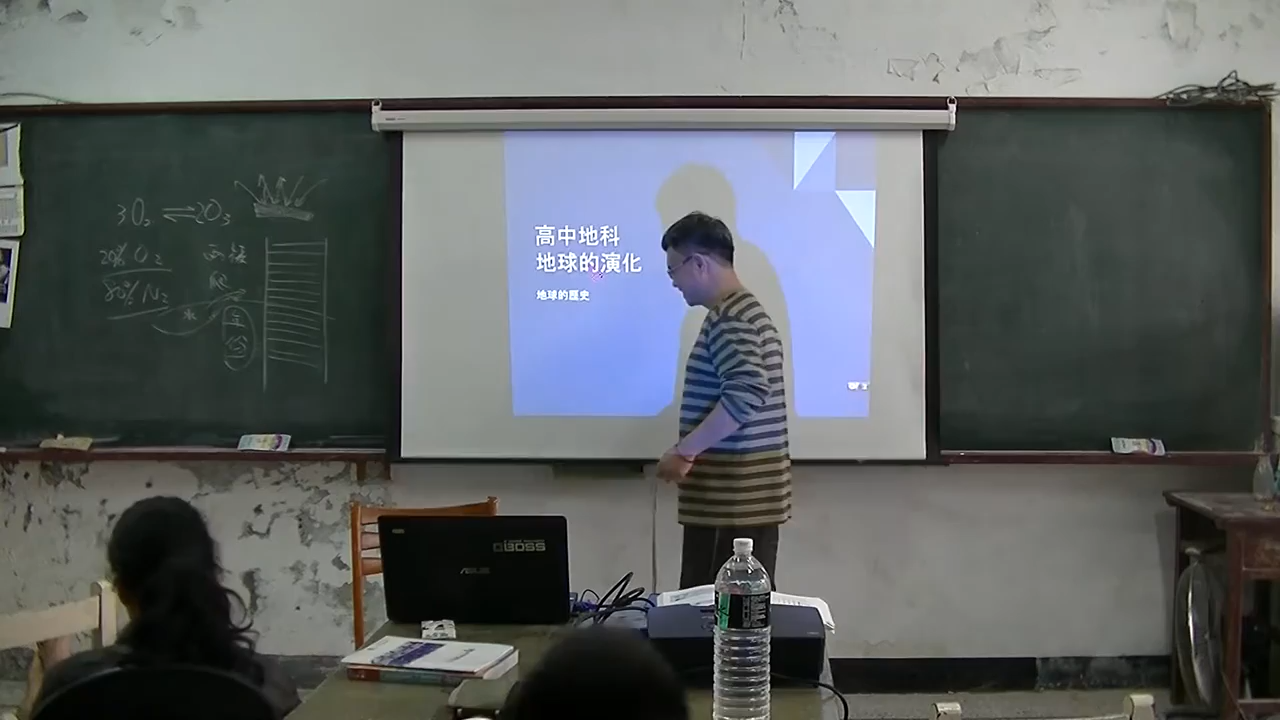 高中地科
地球的演化
地球的歷史
3O₂ ⇌ 2O₃
20% O₂
80% N₂
水
BOSS
ASUS